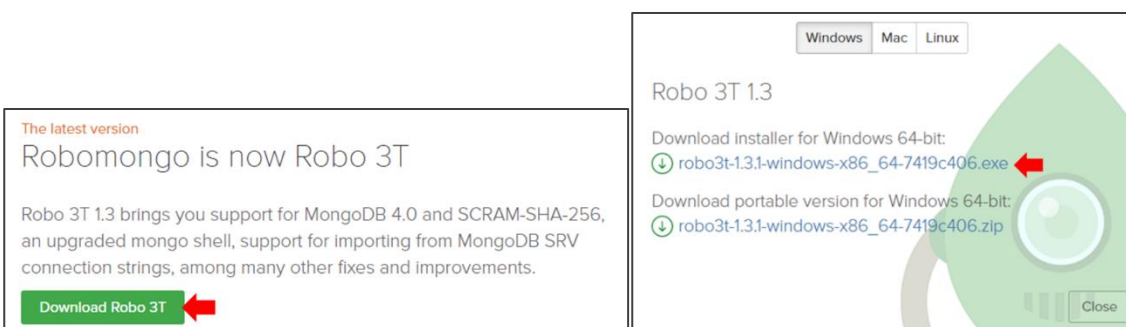 The latest version
Robomongo is now Robo 3T
Robo 3T 1.3 brings you support for MongoDB 4.0 and SCRAM-SHA-256,
an upgraded mongo shell, support for importing from MongoDB SRV
connection strings, among many other fixes and improvements.
Download Robo 3T
Windows Mac Linux
Robo 3T 1.3
Download installer for Windows 64-bit:
robo3t-1.3.1-windows-x86_64-7419c406.exe
Download portable version for Windows 64-bit:
robo3t-1.3.1-windows-x86_64-7419c406.zip
Close